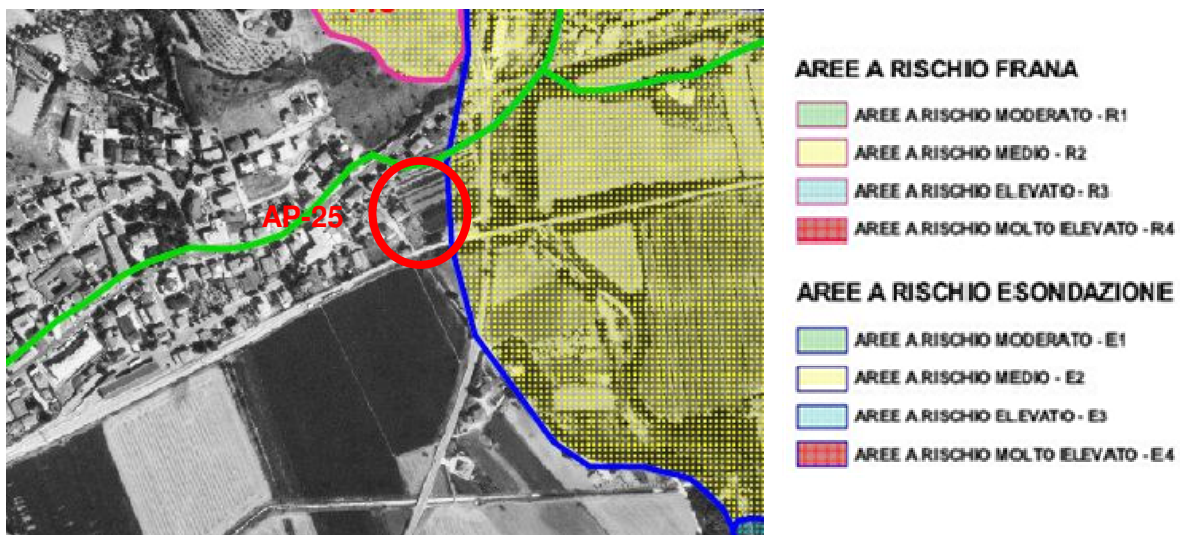 AP-25
AREE A RISCHIO FRANA
AREE A RISCHIO MODERATO - R1
AREE A RISCHIO MEDIO - R2
AREE A RISCHIO ELEVATO - R3
AREE A RISCHIO MOLTO ELEVATO - R4
AREE A RISCHIO ESONDAZIONE
AREE A RISCHIO MODERATO - E1
AREE A RISCHIO MEDIO - E2
AREE A RISCHIO ELEVATO - E3
AREE A RISCHIO MOLTO ELEVATO - E4